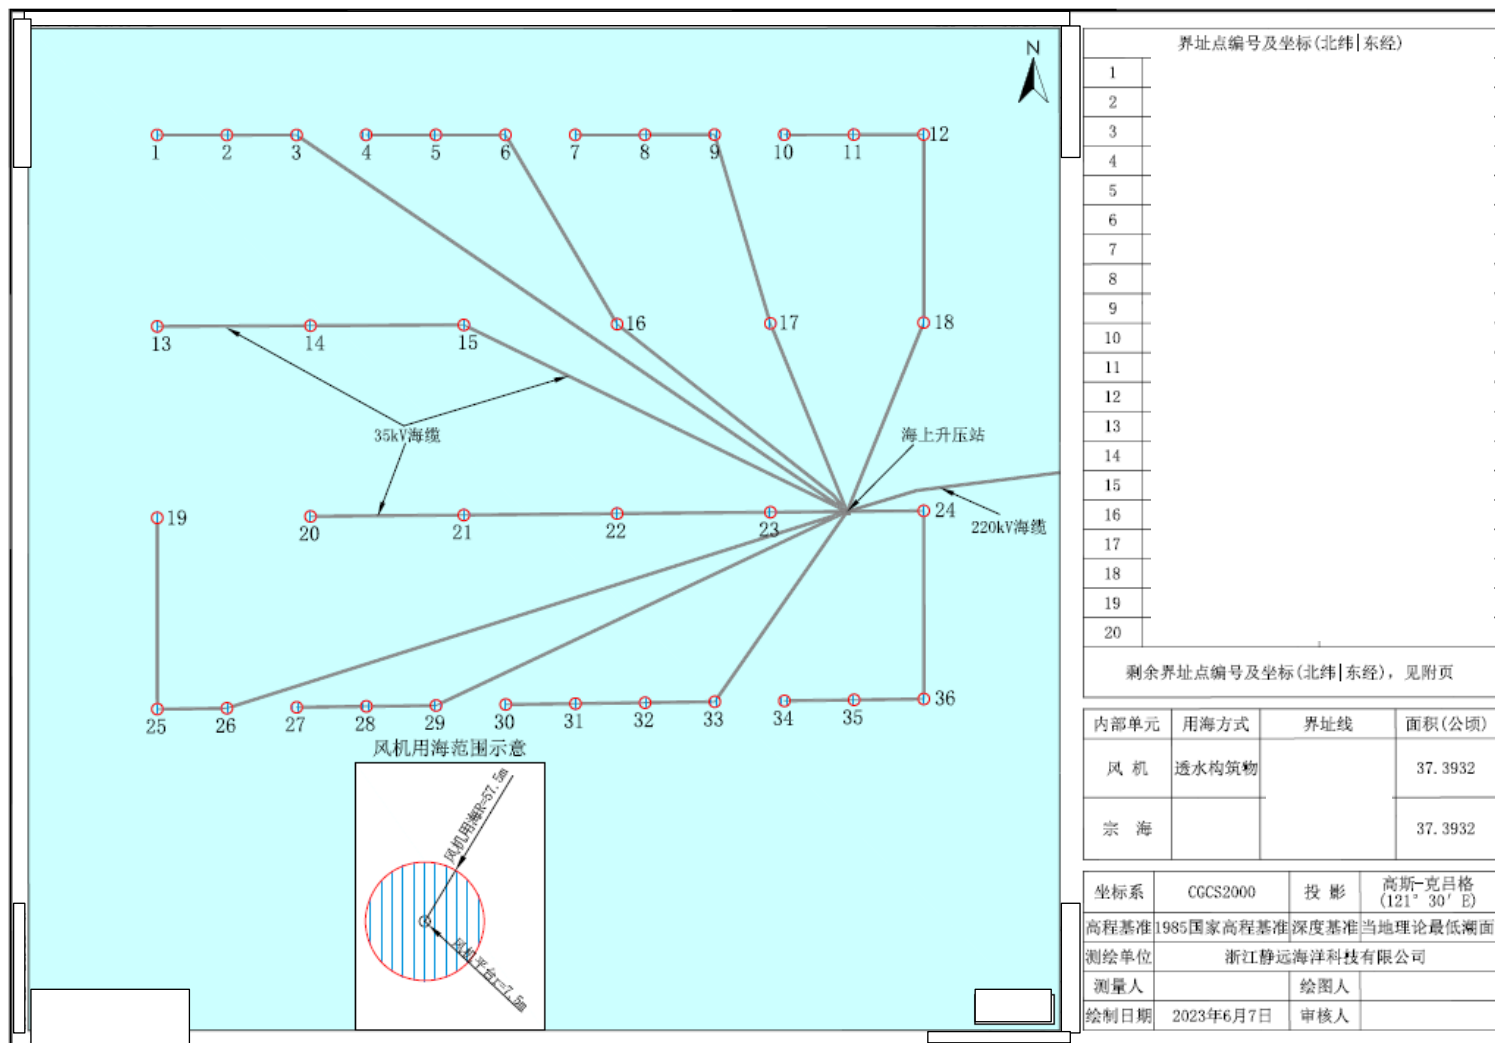 N
1 2 3 4 5 6 7 8 9 10 11 12
13 14 15 16 17 18
35kV海缆
海上升压站
19 20 21 22 23 24
220kV海缆
25 26 27 28 29 30 31 32 33 34 35 36
风机用海范围示意
风机用海R=57.5m
风机平台r=7.5m
界址点编号及坐标(北纬|东经)
1
2
3
4
5
6
7
8
9
10
11
12
13
14
15
16
17
18
19
20
剩余界址点编号及坐标(北纬|东经), 见附页
内部单元 用海方式 界址线 面积(公顷)
风 机 透水构筑物 37.3932
宗 海 37.3932
坐标系 CGCS2000 投 影 高斯-克吕格
(121° 30′ E)
高程基准 1985国家高程基准 深度基准 当地理论最低潮面
测绘单位 浙江静远海洋科技有限公司
测量人 绘图人
绘制日期 2023年6月7日 审核人